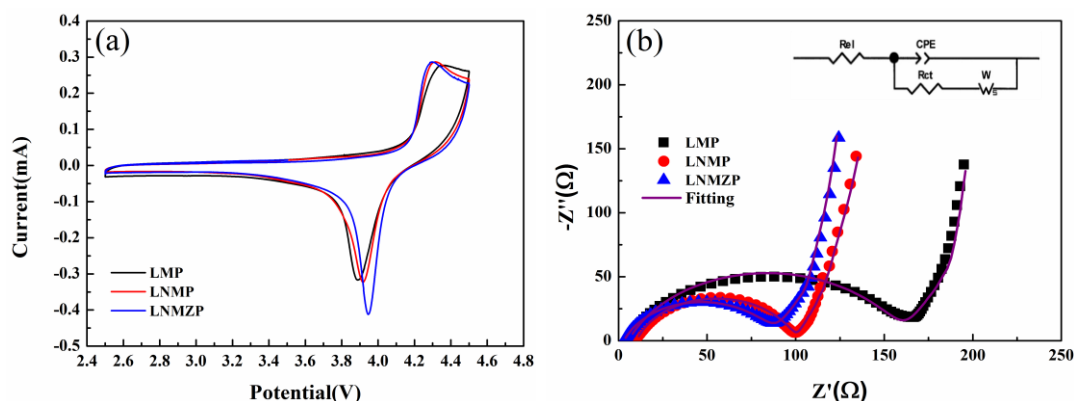 (a)
0.4
0.3
0.2
0.1
0.0
-0.1
-0.2
-0.3
-0.4
-0.5
Current(mA)
LMP
LNMP
LNMZP
2.4 2.6 2.8 3.0 3.2 3.4 3.6 3.8 4.0 4.2 4.4 4.6 4.8
Potential(V)
(b)
250
200
150
100
50
0
-Z''(Ω)
Rel
CPE
Rct
W
s
LMP
LNMP
LNMZP
Fitting
0 50 100 150 200 250
Z'(Ω)